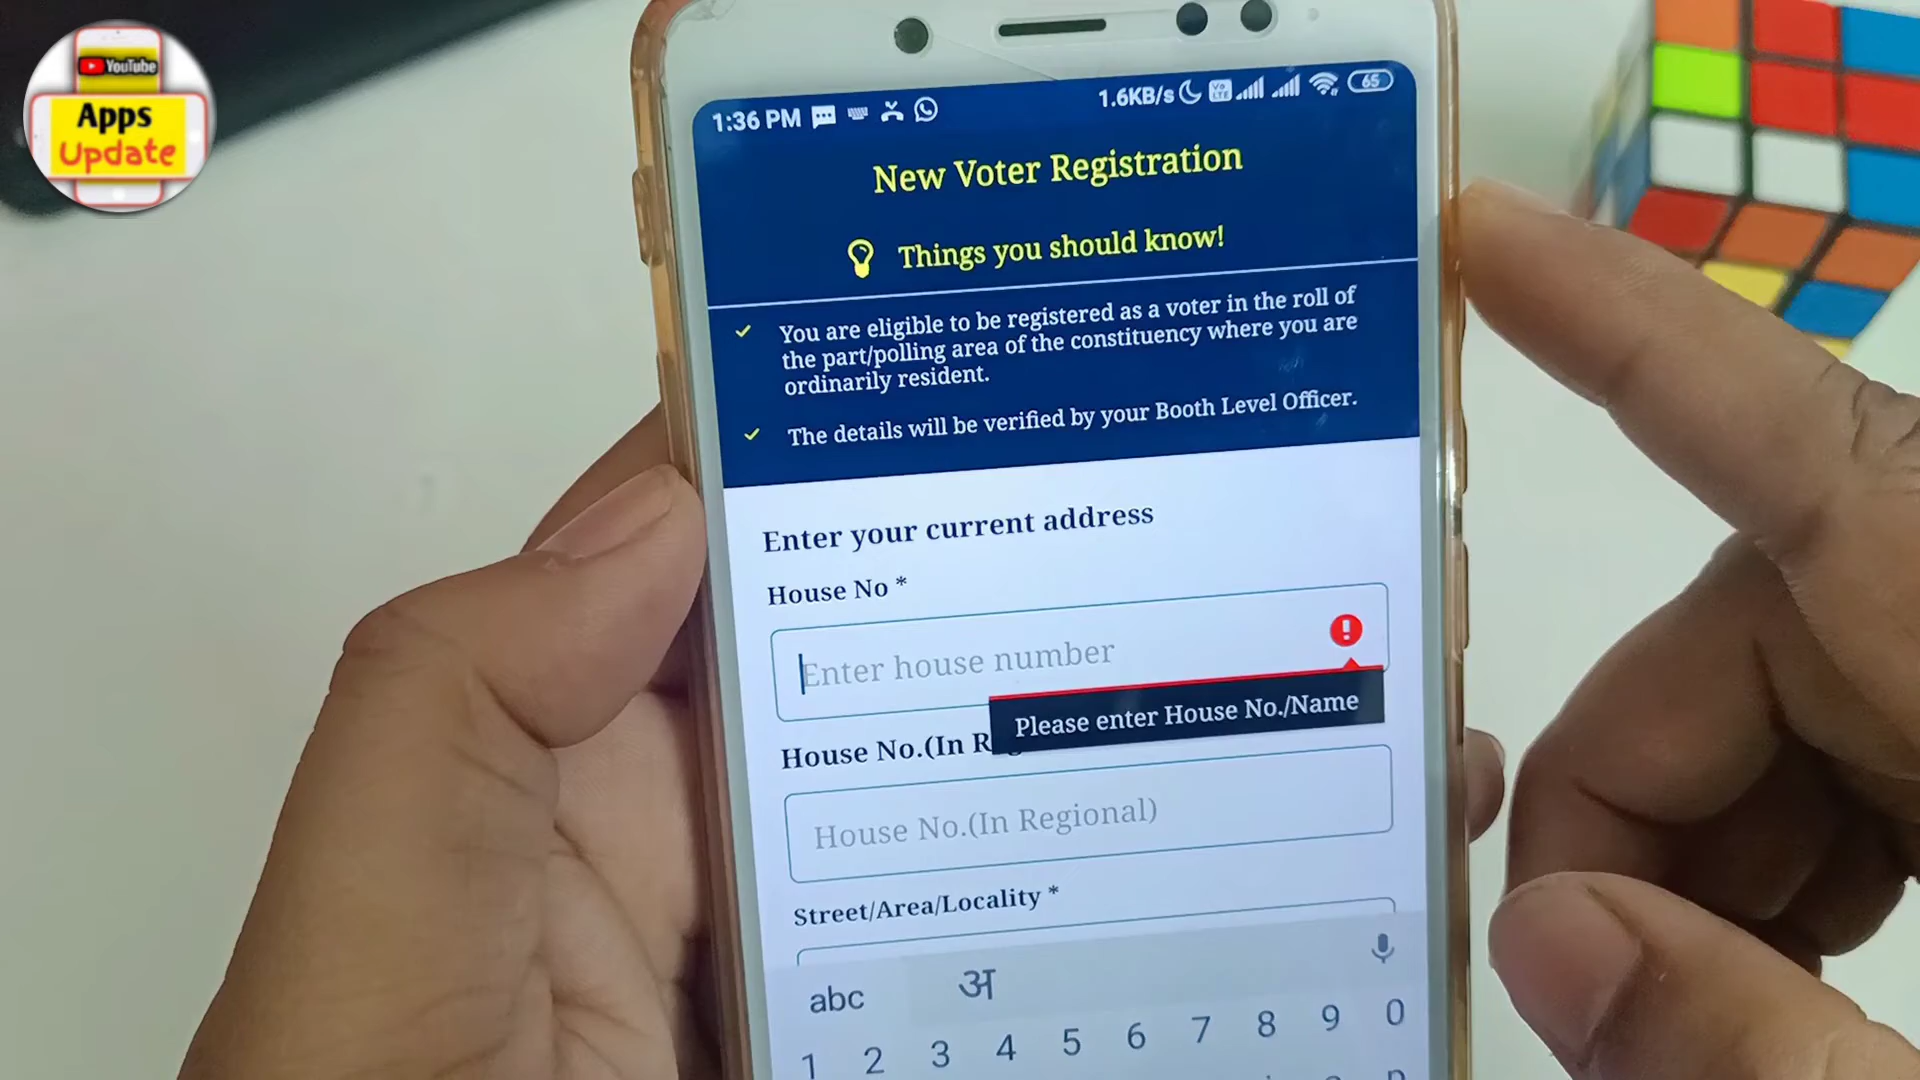 YouTube
Apps
Update
1:36 PM
1.6KB/s
Vo
LTE
65
New Voter Registration
Things you should know!
You are eligible to be registered as a voter in the roll of
the part/polling area of the constituency where you are
ordinarily resident.
The details will be verified by your Booth Level Officer.
Enter your current address
House No *
Enter house number
Please enter House No./Name
House No.(In
House No.(In Regional)
Street/Area/Locality *
abc अ
1 2 3 4 5 6 7 8 9 0